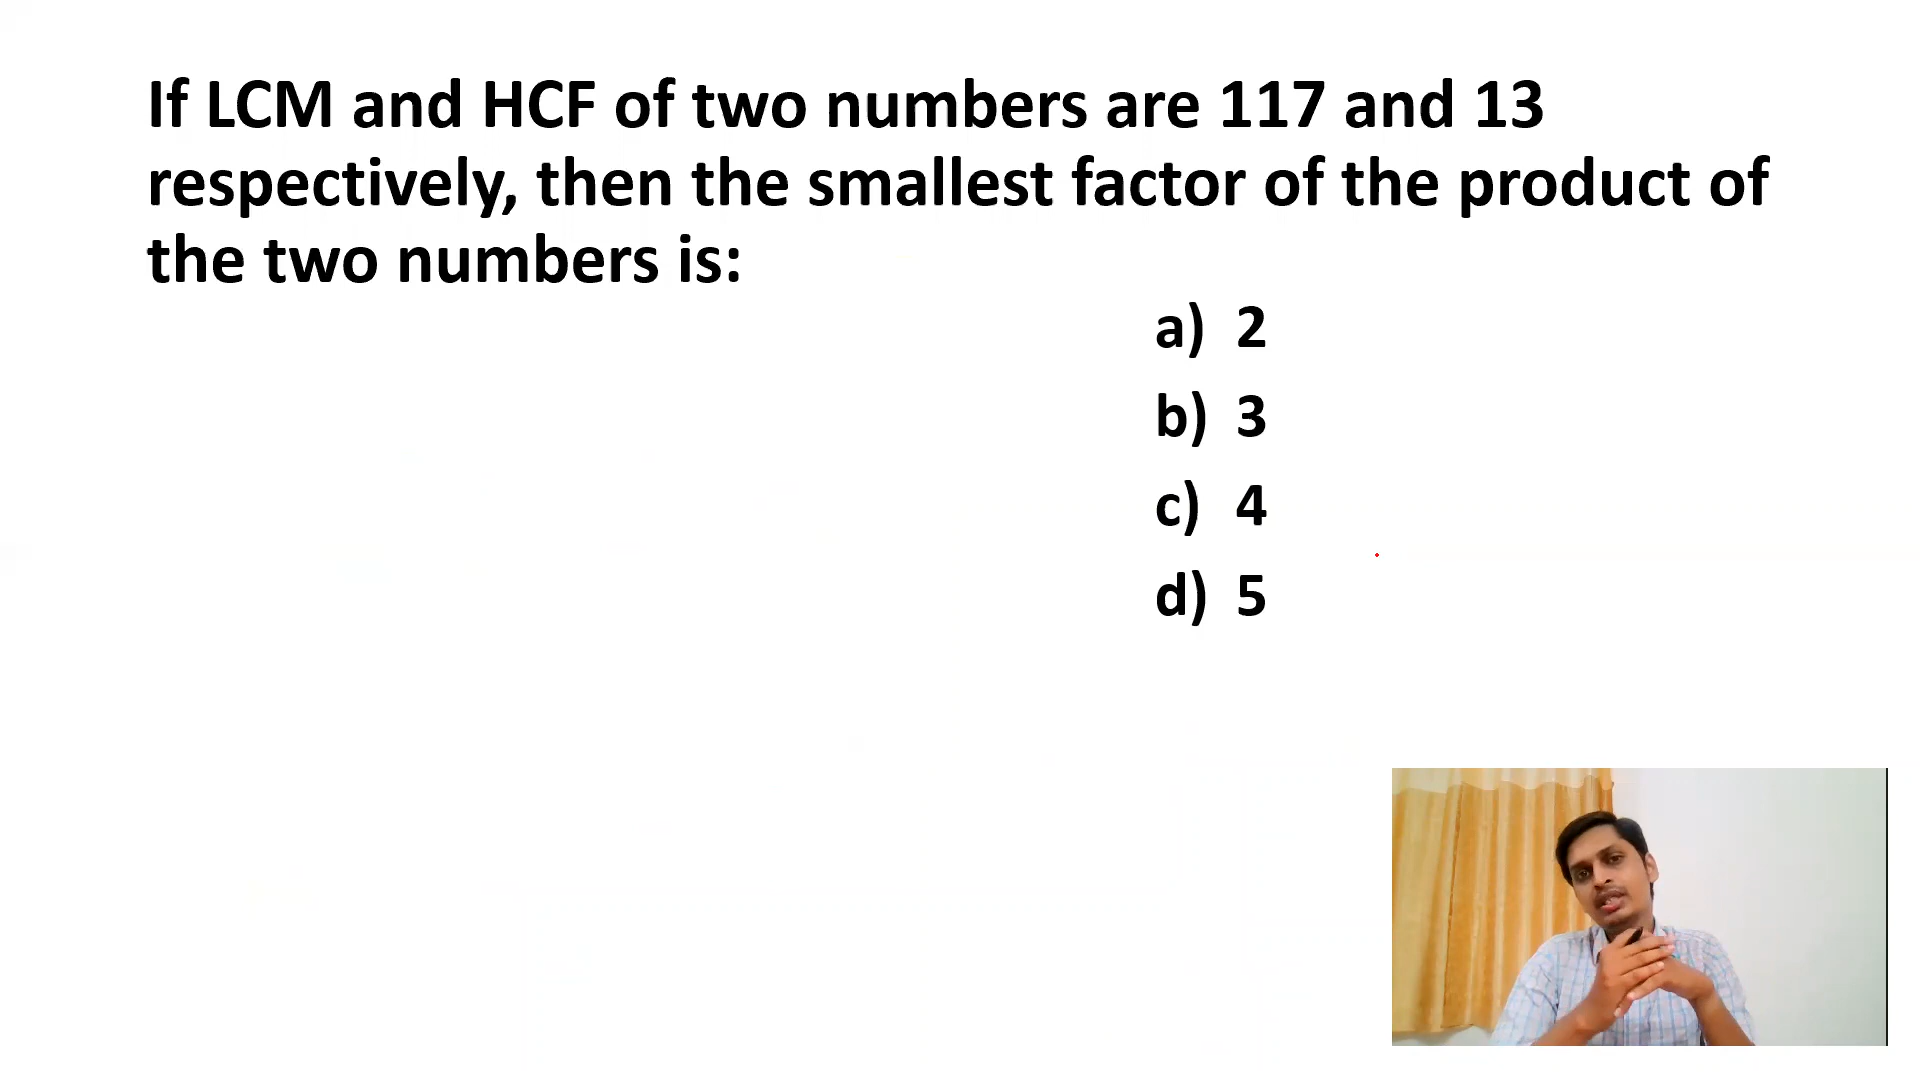 If LCM and HCF of two numbers are 117 and 13
respectively, then the smallest factor of the product of
the two numbers is:
a) 2
b) 3
c) 4
d) 5